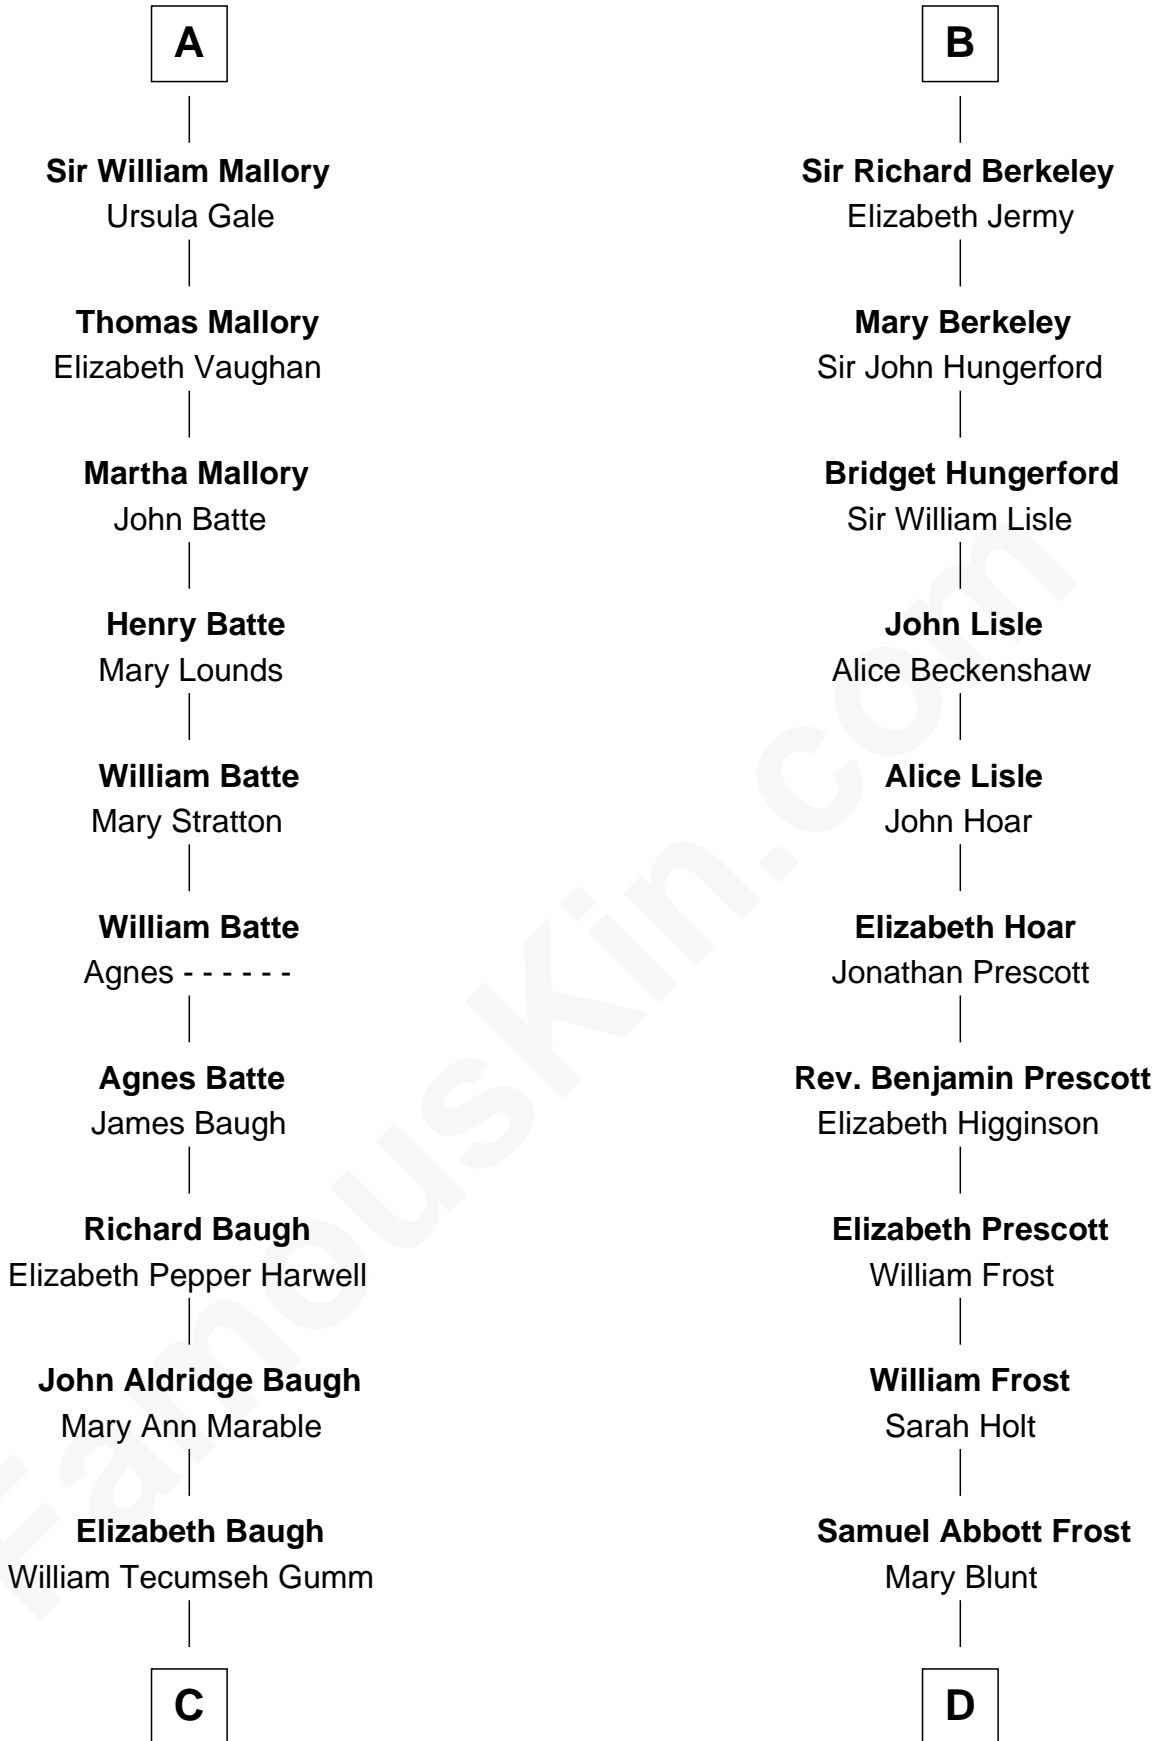 A
Sir William Mallory
Ursula Gale
Thomas Mallory
Elizabeth Vaughan
Martha Mallory
John Batte
Henry Batte
Mary Lounds
William Batte
Mary Stratton
William Batte
Agnes - - - - - -
Agnes Batte
James Baugh
Richard Baugh
Elizabeth Pepper Harwell
John Aldridge Baugh
Mary Ann Marable
Elizabeth Baugh
William Tecumseh Gumm
C
B
Sir Richard Berkeley
Elizabeth Jermy
Mary Berkeley
Sir John Hungerford
Bridget Hungerford
Sir William Lisle
John Lisle
Alice Beckenshaw
Alice Lisle
John Hoar
Elizabeth Hoar
Jonathan Prescott
Rev. Benjamin Prescott
Elizabeth Higginson
Elizabeth Prescott
William Frost
William Frost
Sarah Holt
Samuel Abbott Frost
Mary Blunt
D
FamousKin.com